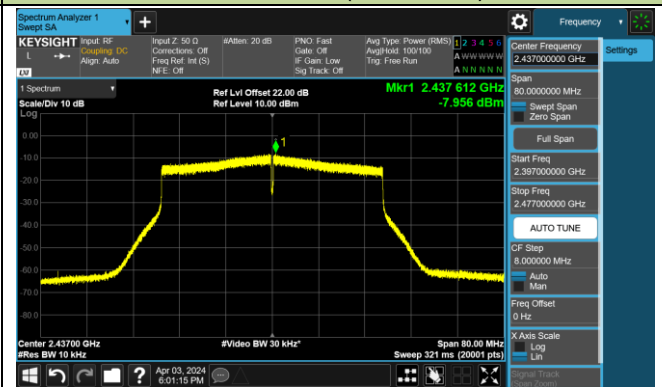 Spectrum Analyzer 1
Swept SA
Frequency
KEYSIGHT
L
LXI
Input: RF
Coupling: DC
Align: Auto
Input Z: 50 Ω
Corrections: Off
Freq Ref: Int (S)
NFE: Off
#Atten: 20 dB
PNO: Fast
Gate: Off
IF Gain: Low
Sig Track: Off
Avg Type: Power (RMS)
Avg|Hold: 100/100
Trig: Free Run
1 2 3 4 5 6
A W W W W W
A N N N N N
Center Frequency
2.437000000 GHz
Settings
Span
80.0000000 MHz
Swept Span
Zero Span
Full Span
Start Freq
2.397000000 GHz
Stop Freq
2.477000000 GHz
AUTO TUNE
CF Step
8.000000 MHz
Auto
Man
Freq Offset
0 Hz
X Axis Scale
Log
Lin
Signal Track
(Span Zoom)
1 Spectrum
Scale/Div 10 dB
Log
Ref Lvl Offset 22.00 dB
Ref Level 10.00 dBm
Mkr1 2.437 612 GHz
-7.956 dBm
1
0.00
-10.0
-20.0
-30.0
-40.0
-50.0
-60.0
-70.0
-80.0
Center 2.43700 GHz
#Res BW 10 kHz
#Video BW 30 kHz*
Span 80.00 MHz
Sweep 321 ms (20001 pts)
Apr 03, 2024
6:01:15 PM